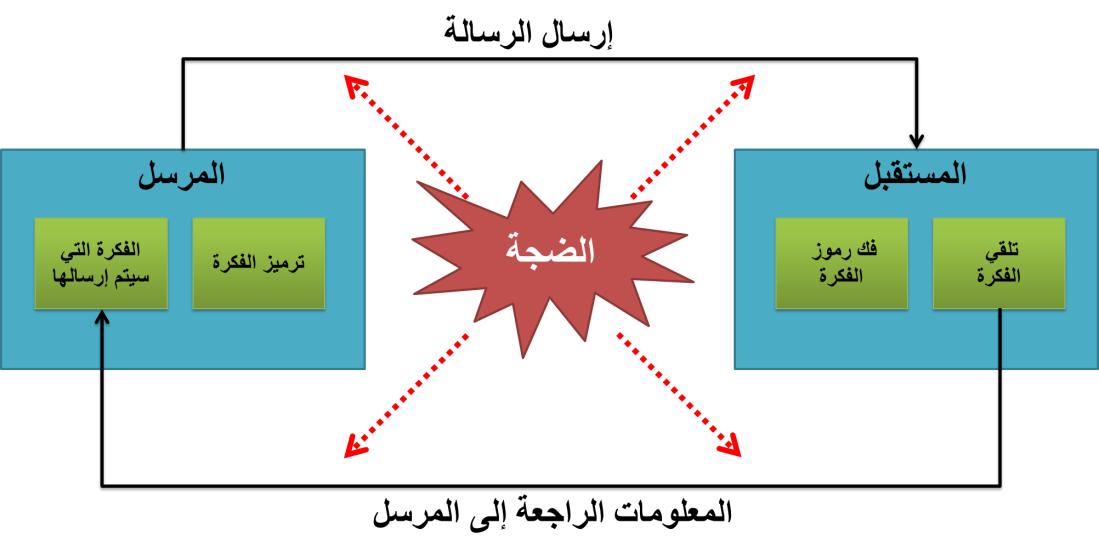 إرسال الرسالة
المرسل
المستقبل
الفكرة التي
سيتم إرسالها
ترميز الفكرة
الضجة
فك رموز
الفكرة
تلقي
الفكرة
المعلومات الراجعة إلى المرسل